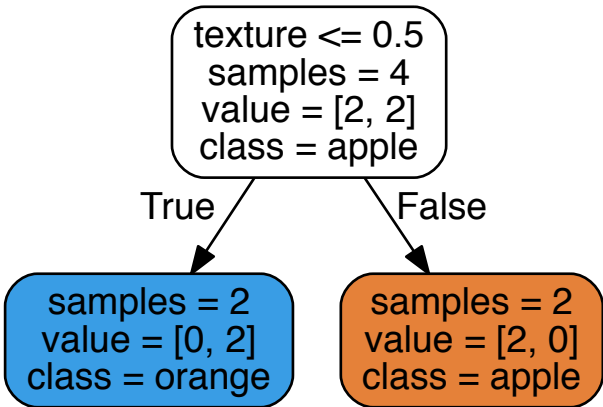 texture <= 0.5
samples = 4
value = [2, 2]
class = apple
True
False
samples = 2
value = [0, 2]
class = orange
samples = 2
value = [2, 0]
class = apple